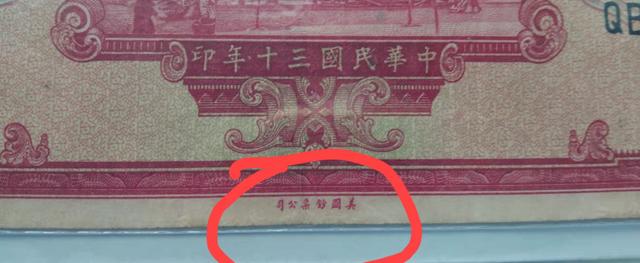 QB
中華民國三十年印
美國鈔票公司